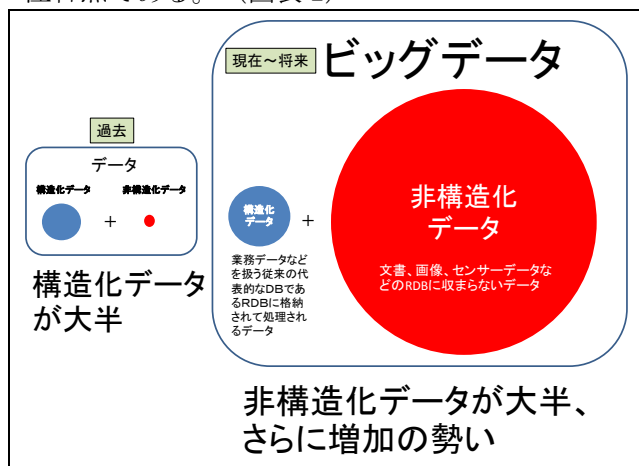 過去
データ
構造化データ 非構造化データ
+
構造化データ
が大半
現在~将来 ビッグデータ
構造化
データ
+
業務データなど
を扱う従来の代
表的なDBであ
るRDBに格納
されて処理され
るデータ
非構造化
データ
文書、画像、センサーデータな
どのRDBに収まらないデータ
非構造化データが大半、
さらに増加の勢い